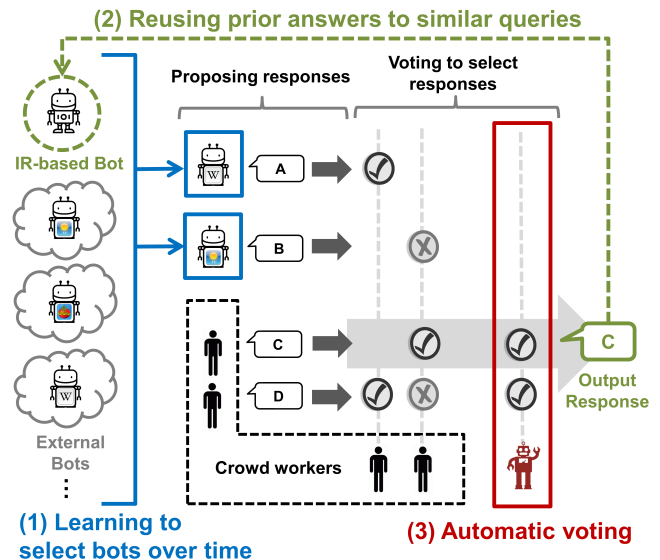 (2) Reusing prior answers to similar queries
Proposing responses
Voting to select
responses
IR-based Bot
W
A
B
C
D
C
Output
Response
W
External
Bots
Crowd workers
(1) Learning to
select bots over time
(3) Automatic voting